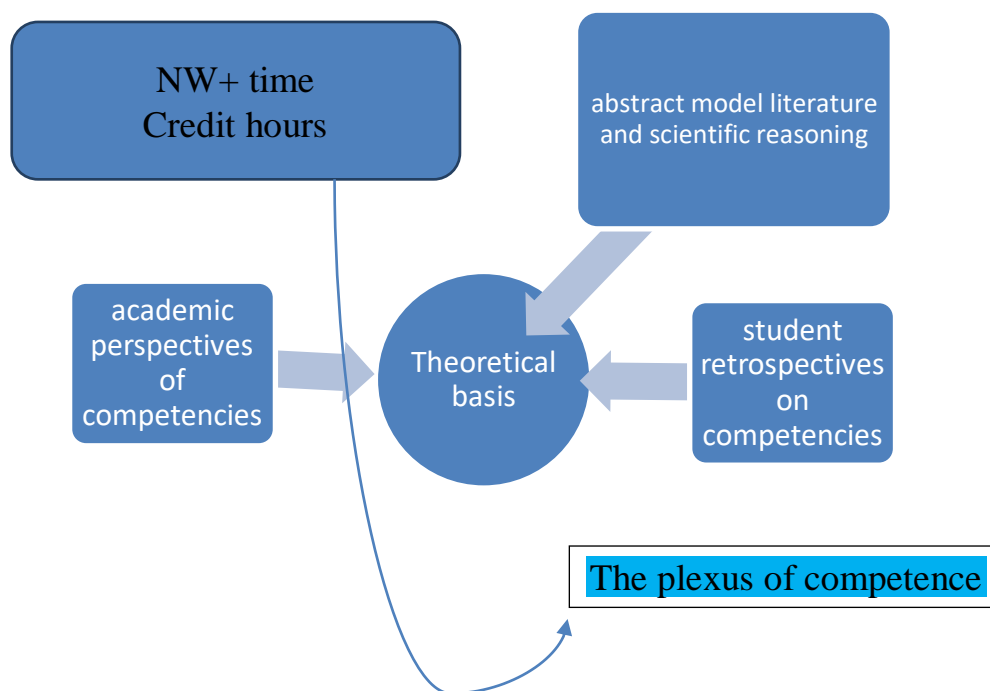 NW+ time
Credit hours
abstract model literature
and scientific reasoning
academic
perspectives
of
competencies
Theoretical
basis
student
retrospectives
on
competencies
The plexus of competence